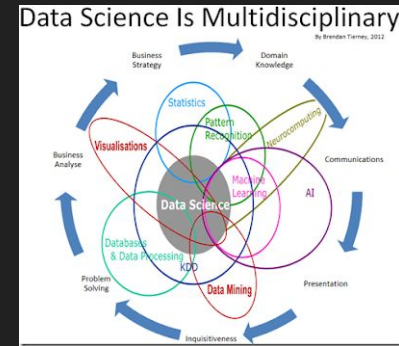 Data Science Is Multidisciplinary
By Brendan Tierney, 2012
Business
Strategy
Domain
Knowledge
Statistics
Pattern
Recognition
Neurocomputing
Visualisations
Business
Analyse
Communications
Machine
Learning
AI
Data Science
Databases
& Data Processing
KDD
Data Mining
Problem
Solving
Presentation
Inquisitiveness